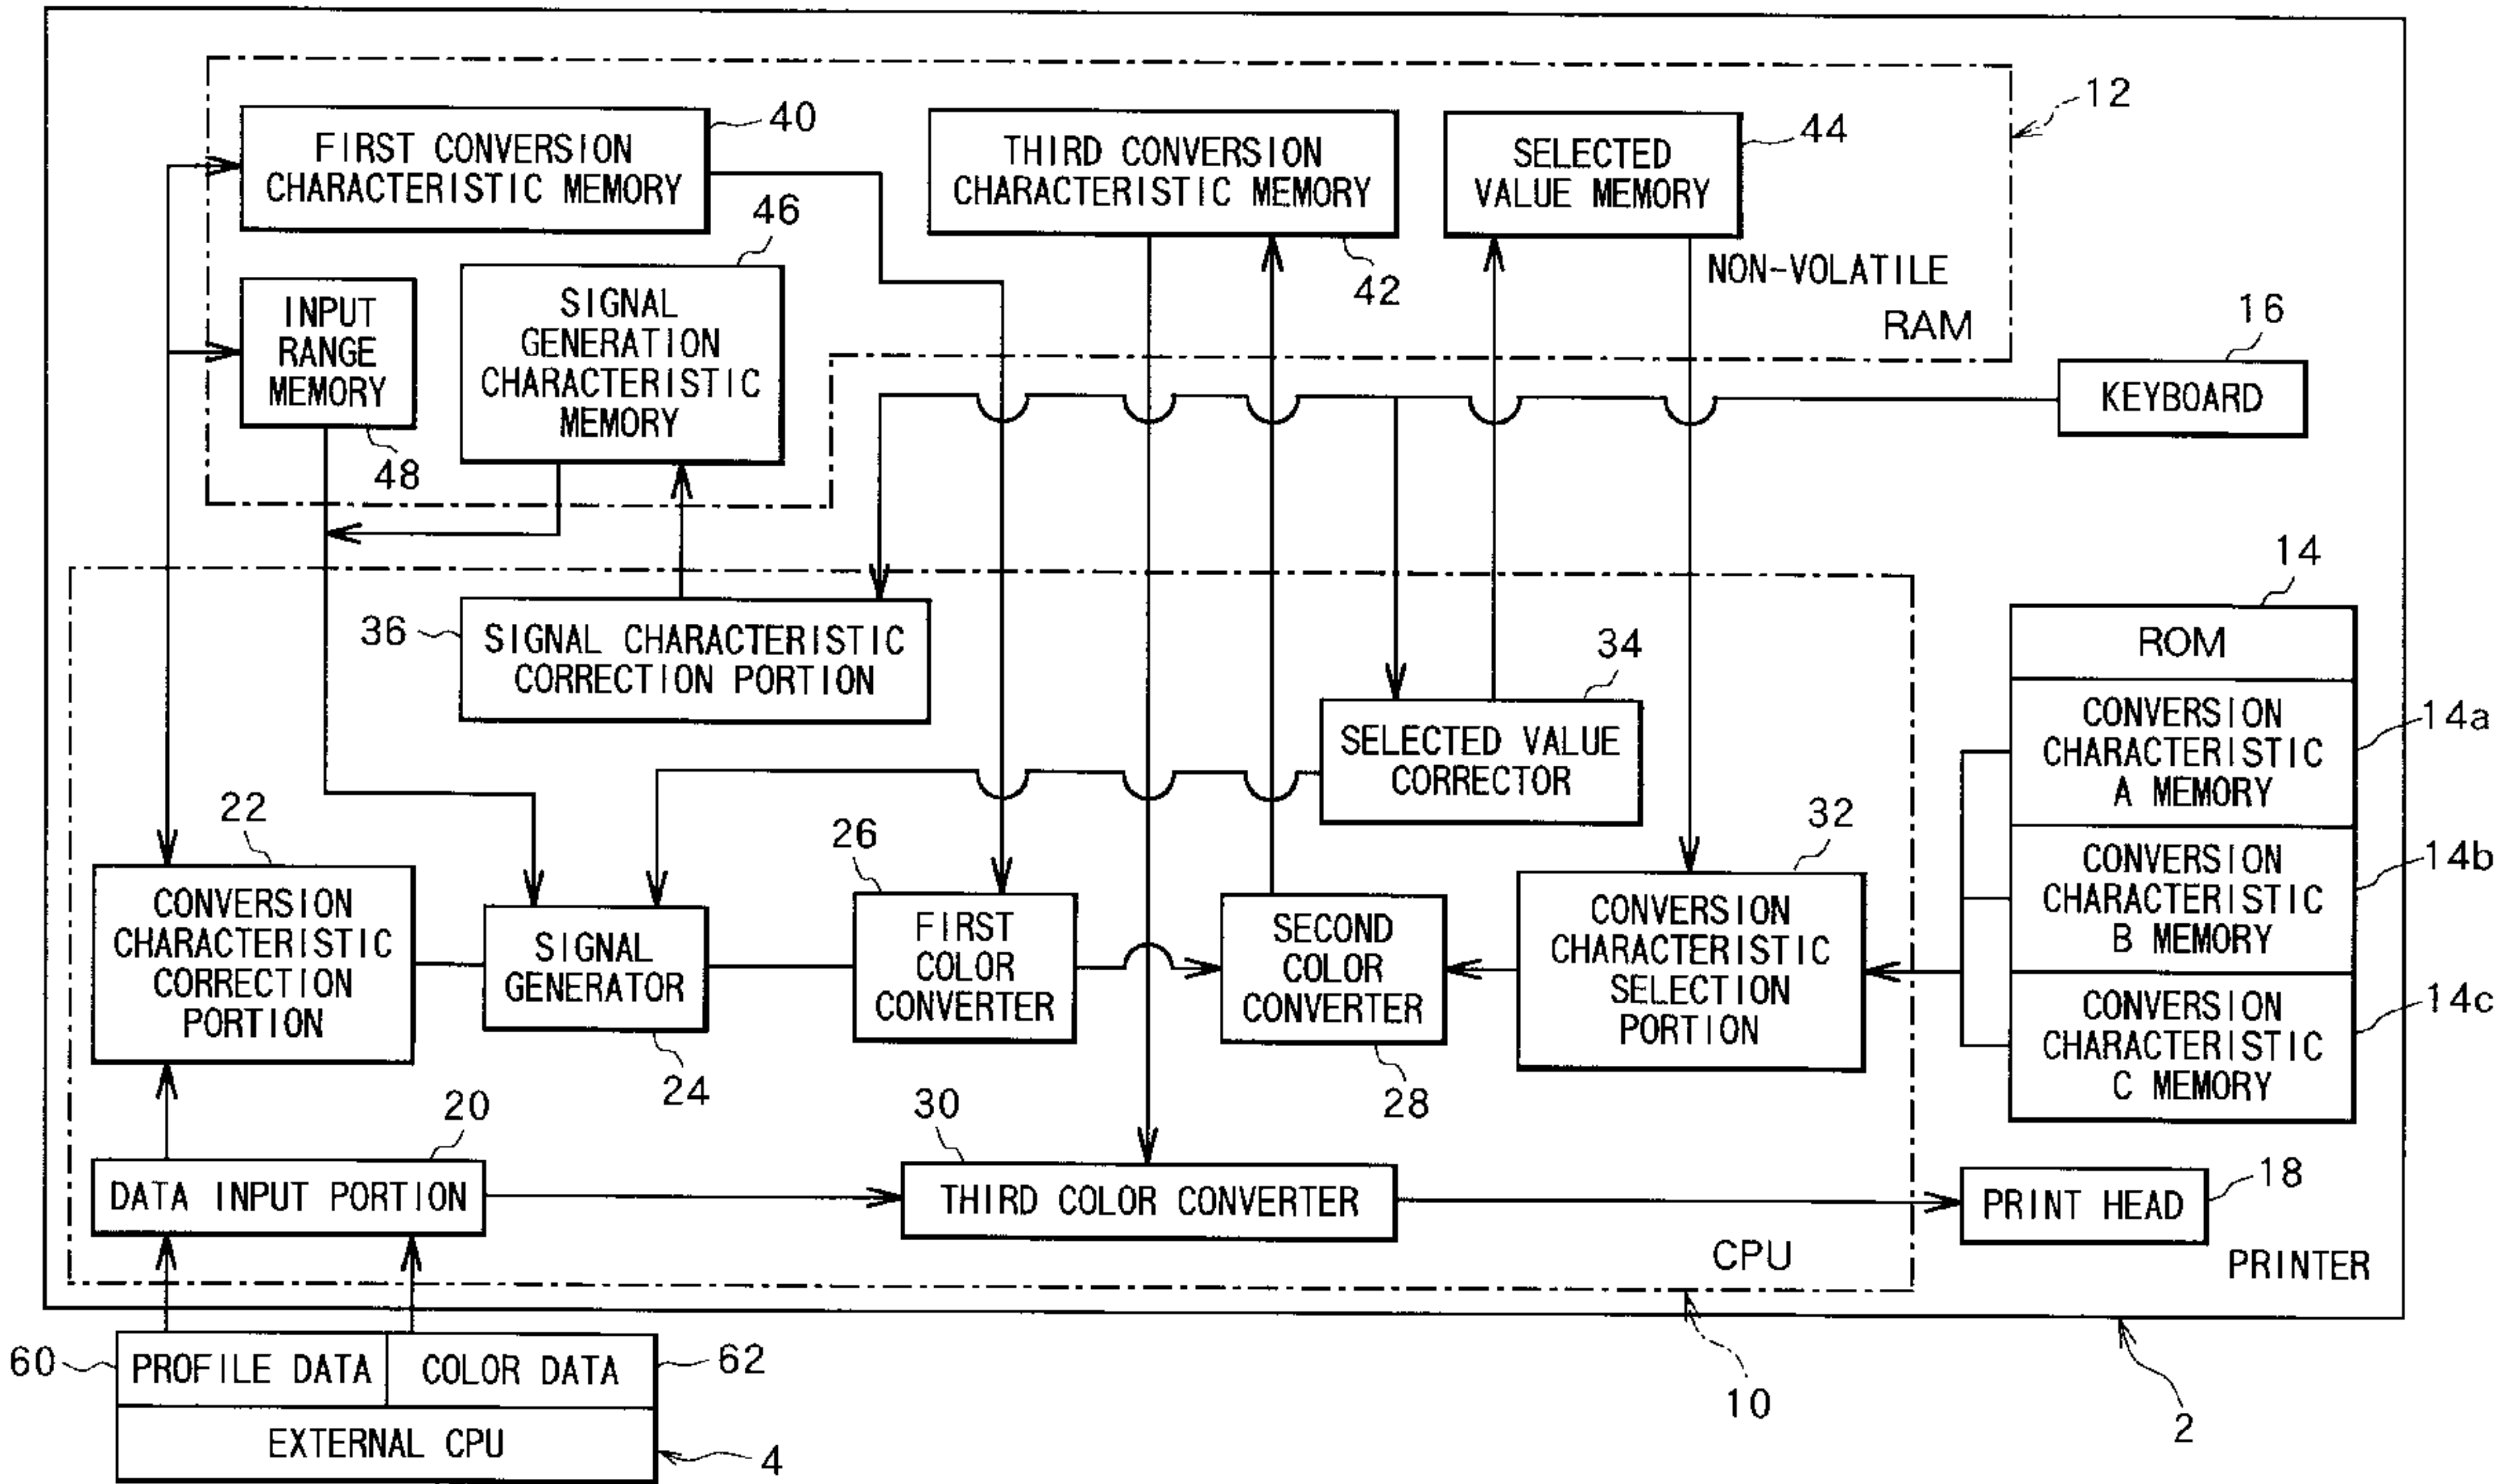 12
40
FIRST CONVERSION
CHARACTERISTIC MEMORY
THIRD CONVERSION
CHARACTERISTIC MEMORY
42
SELECTED
VALUE MEMORY
44
46
INPUT
RANGE
MEMORY
48
SIGNAL
GENERATION
CHARACTERISTIC
MEMORY
NON-VOLATILE
RAM
16
KEYBOARD
36
SIGNAL CHARACTERISTIC
CORRECTION PORTION
34
SELECTED VALUE
CORRECTOR
14
ROM
CONVERSION
CHARACTERISTIC
A MEMORY
14a
CONVERSION
CHARACTERISTIC
B MEMORY
14b
CONVERSION
CHARACTERISTIC
C MEMORY
14c
22
CONVERSION
CHARACTERISTIC
CORRECTION
PORTION
SIGNAL
GENERATOR
24
26
FIRST
COLOR
CONVERTER
SECOND
COLOR
CONVERTER
28
32
CONVERSION
CHARACTERISTIC
SELECTION
PORTION
20
DATA INPUT PORTION
30
THIRD COLOR CONVERTER
PRINT HEAD
18
CPU
PRINTER
60
PROFILE DATA
COLOR DATA
62
EXTERNAL CPU
4
10
2